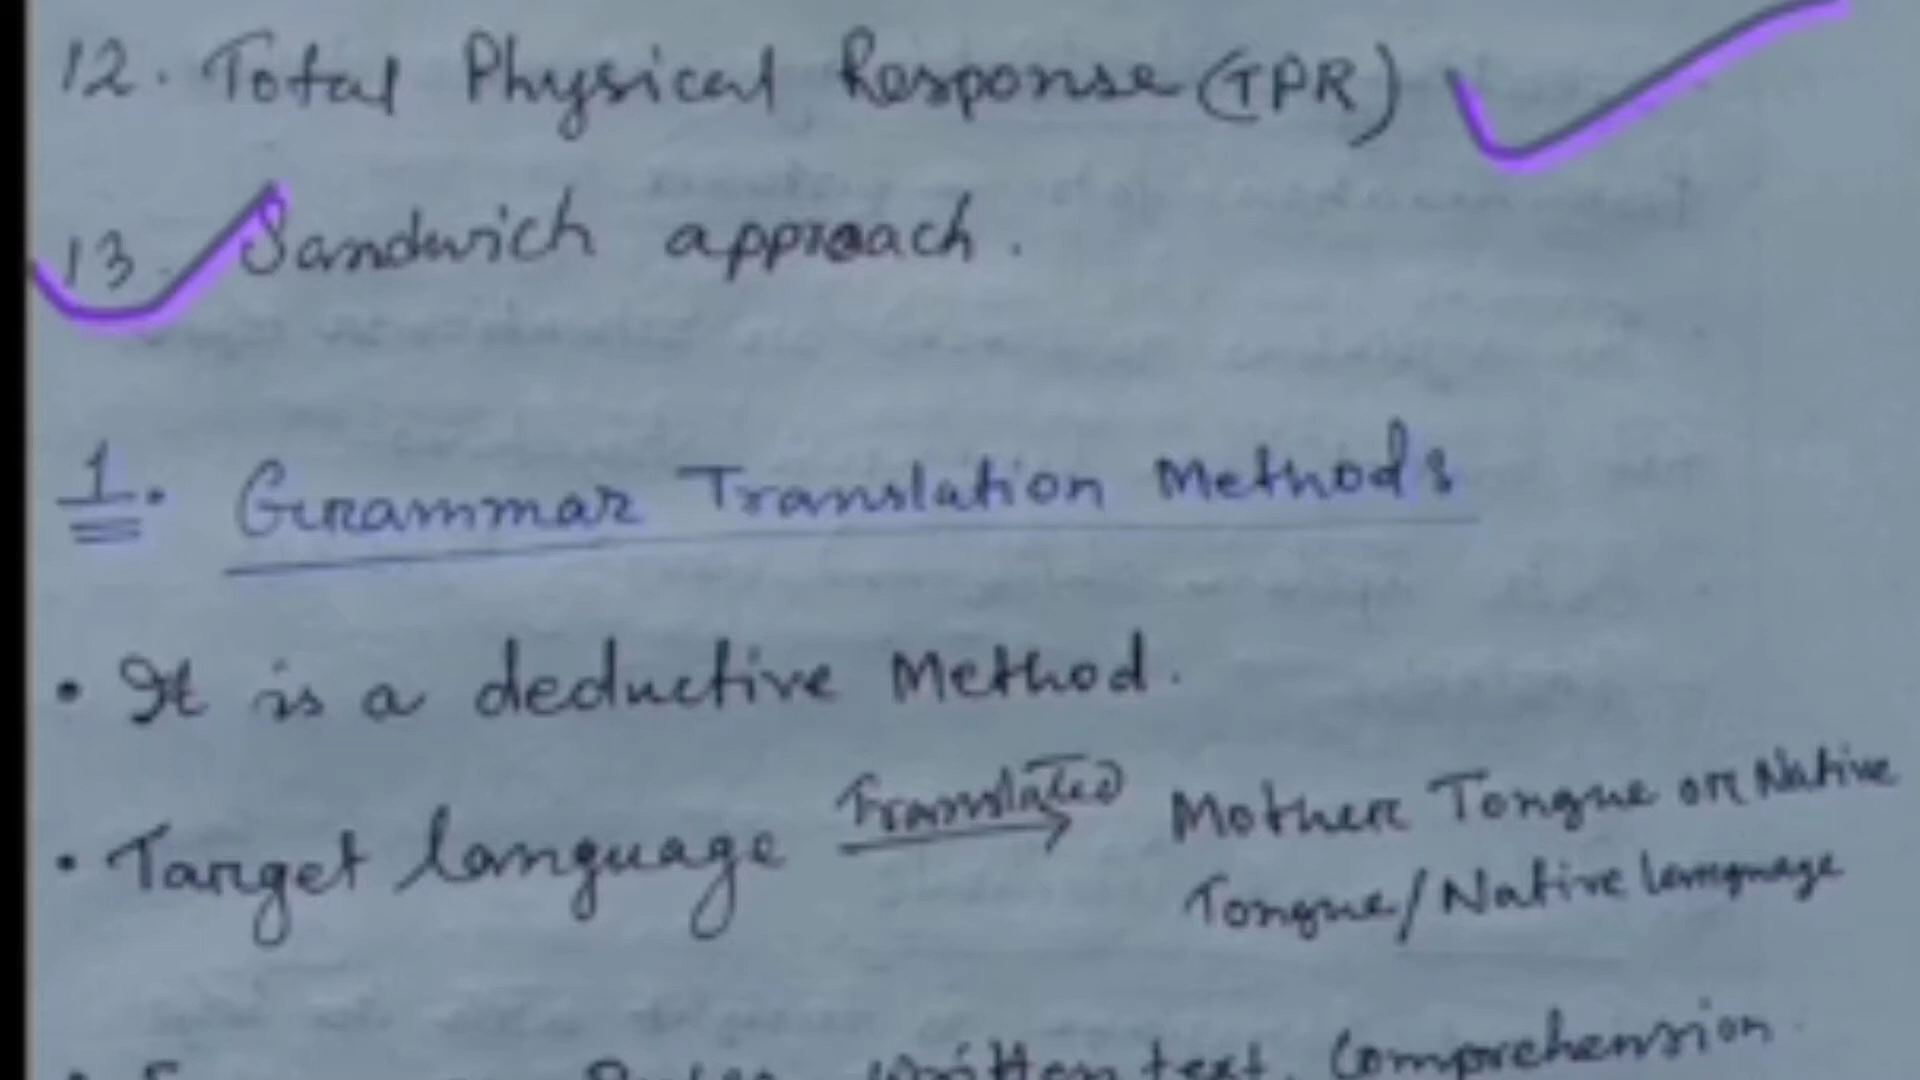 12. Total Physical Response (TPR)
13. Sandwich approach.
1. Grammar Translation Methods
• It is a deductive Method.
• Target language Translated → Mother Tongue or Native
Tongue / Native language
written text, Comprehension.